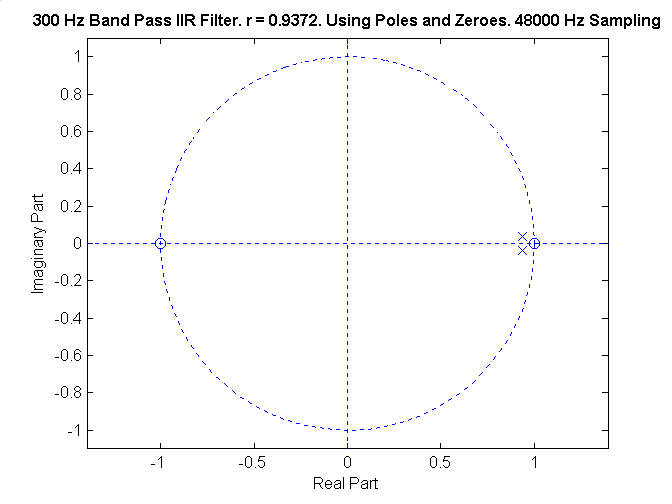 300 Hz Band Pass IIR Filter. r = 0.9372. Using Poles and Zeroes. 48000 Hz Sampling
1
0.8
0.6
0.4
0.2
0
-0.2
-0.4
-0.6
-0.8
-1
Imaginary Part
-1 -0.5 0 0.5 1
Real Part